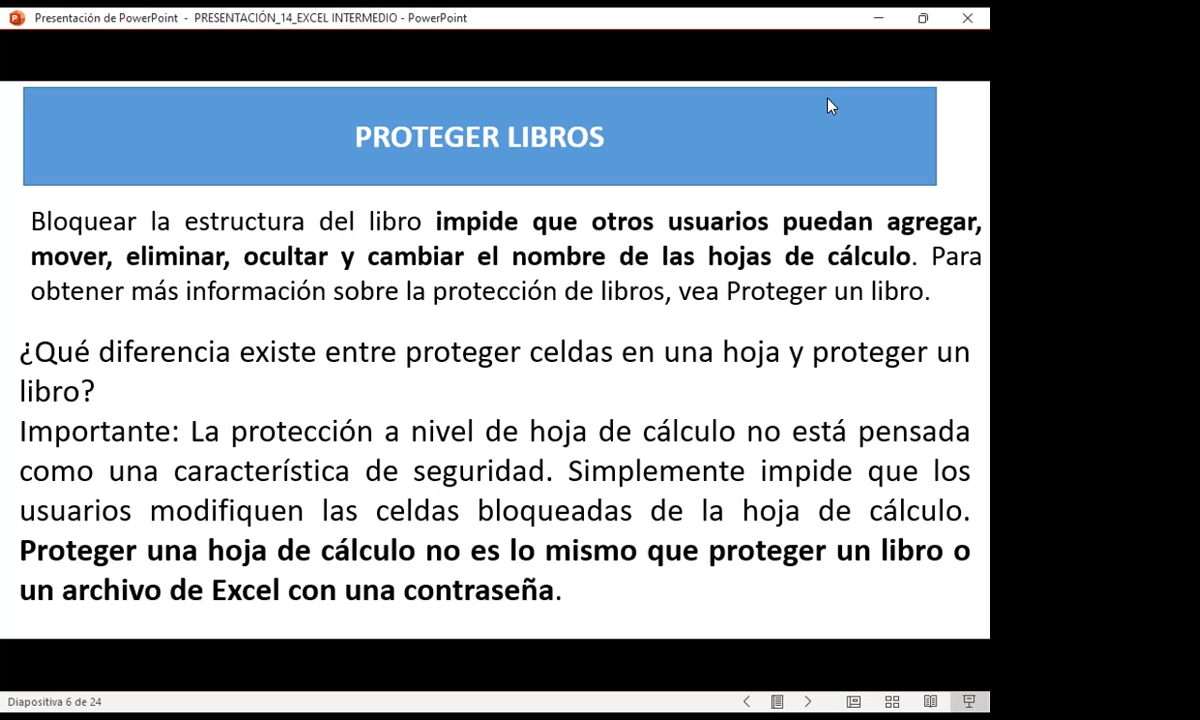 Presentación de PowerPoint - PRESENTACIÓN_14_EXCEL INTERMEDIO - PowerPoint
PROTEGER LIBROS
Bloquear la estructura del libro impide que otros usuarios puedan agregar,
mover, eliminar, ocultar y cambiar el nombre de las hojas de cálculo. Para
obtener más información sobre la protección de libros, vea Proteger un libro.
¿Qué diferencia existe entre proteger celdas en una hoja y proteger un
libro?
Importante: La protección a nivel de hoja de cálculo no está pensada
como una característica de seguridad. Simplemente impide que los
usuarios modifiquen las celdas bloqueadas de la hoja de cálculo.
Proteger una hoja de cálculo no es lo mismo que proteger un libro o
un archivo de Excel con una contraseña.
Diapositiva 6 de 24